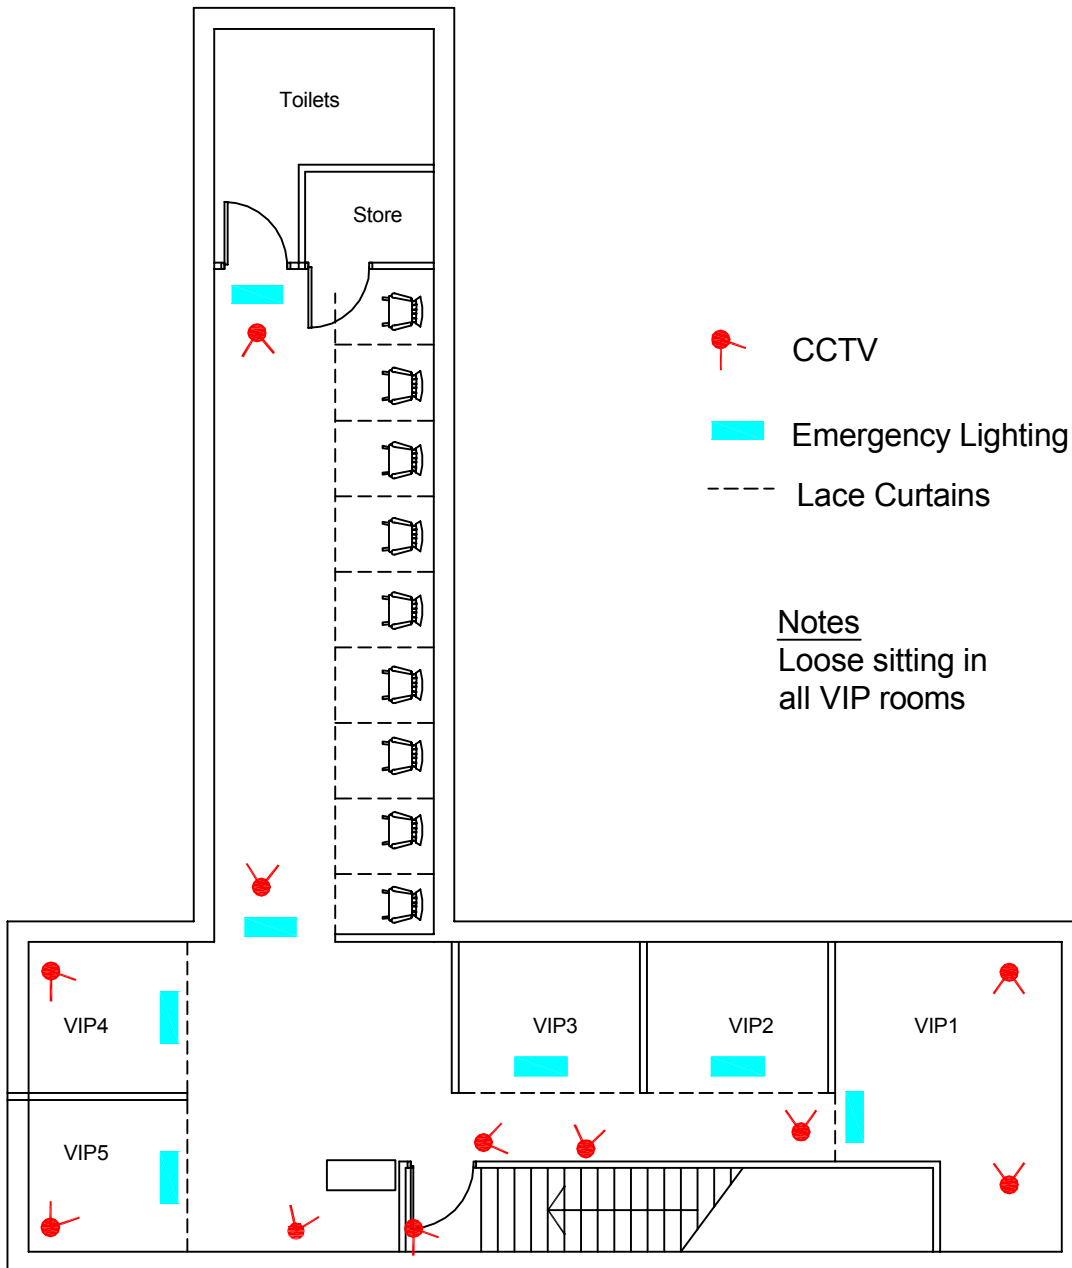 Toilets
Store
CCTV
Emergency Lighting
Lace Curtains
Notes
Loose sitting in
all VIP rooms
VIP4
VIP3
VIP2
VIP1
VIP5